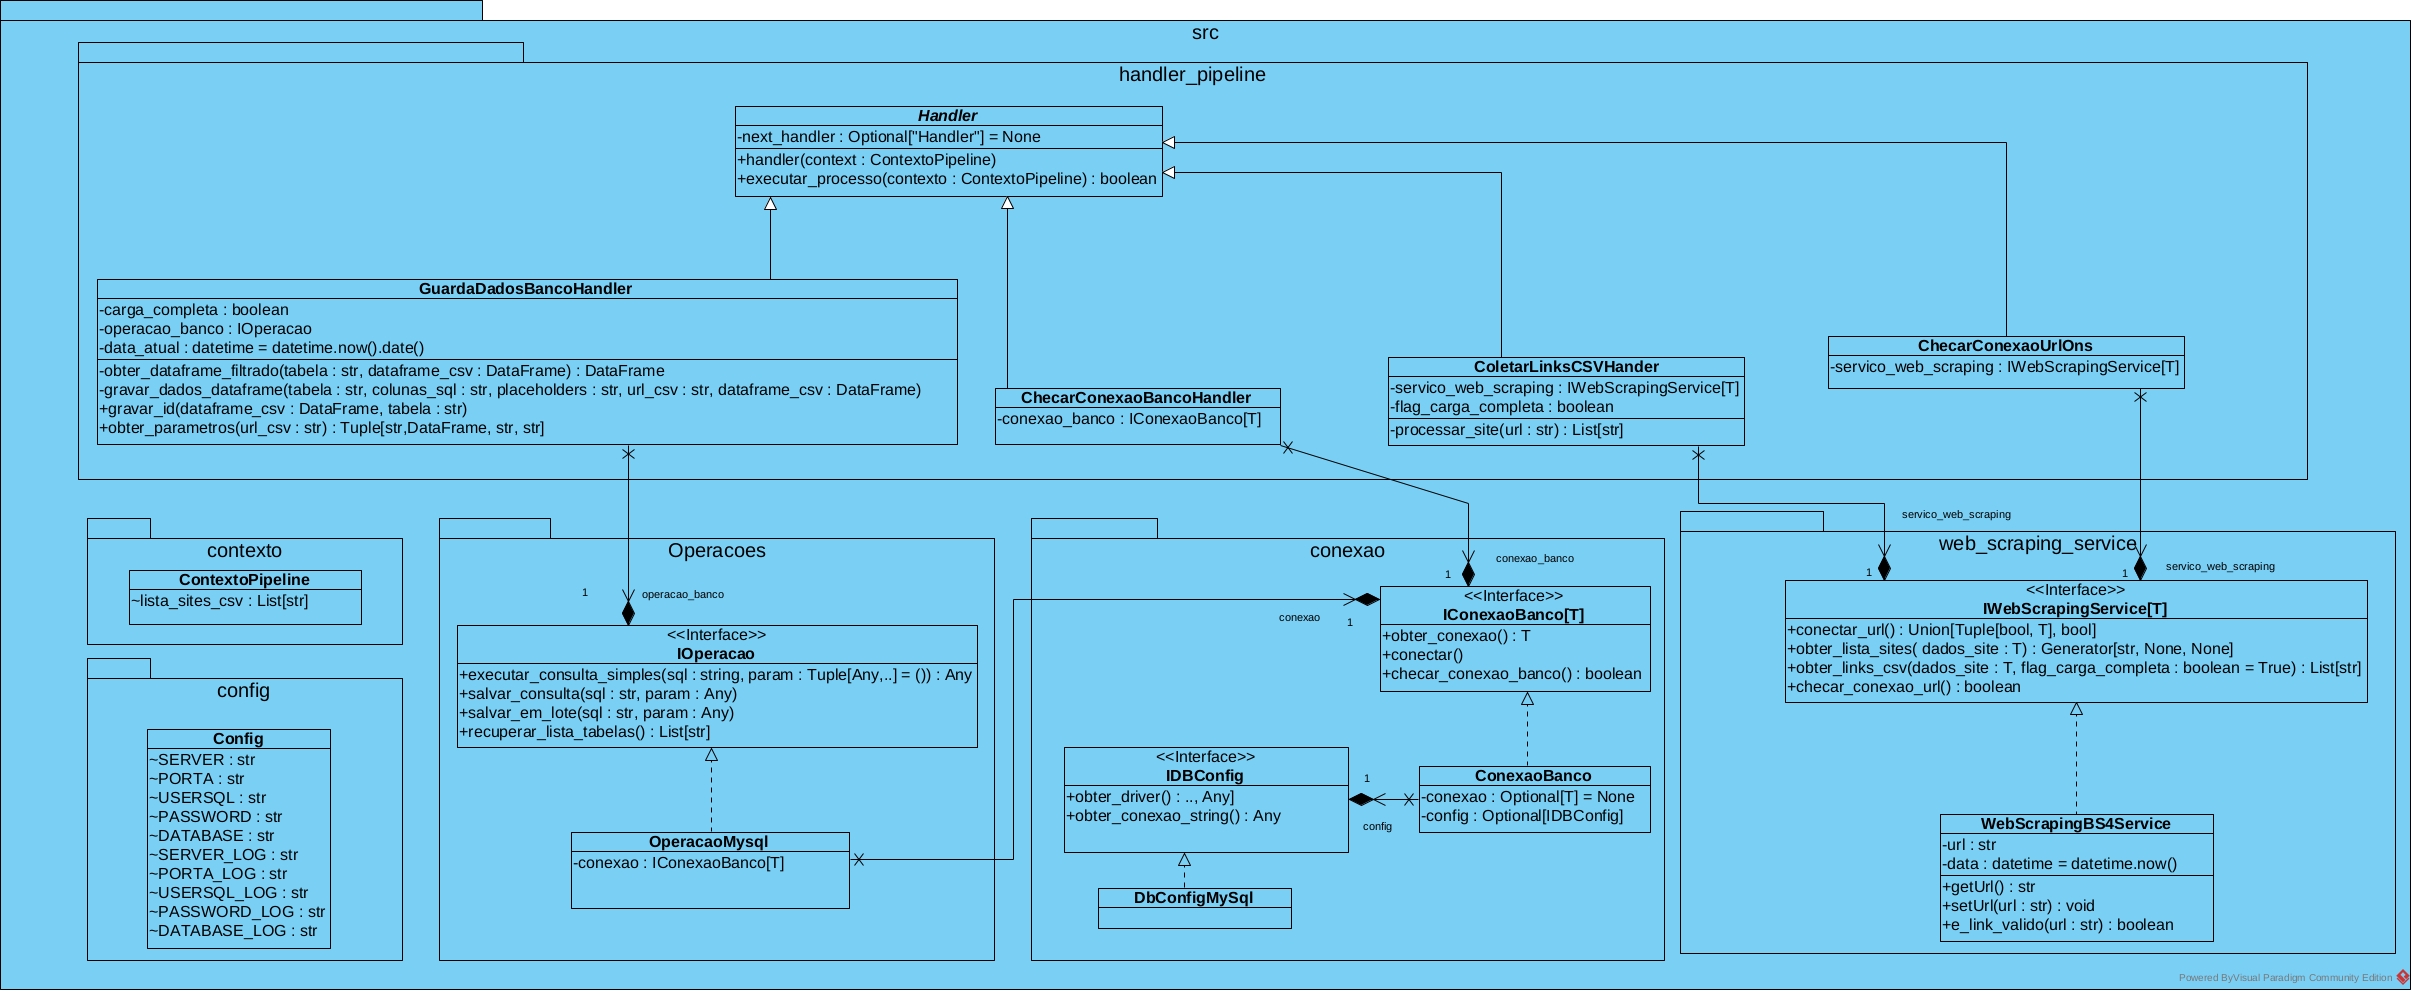 src
handler_pipeline
Handler
-next_handler : Optional["Handler"] = None
+handler(context : ContextoPipeline)
+executar_processo(contexto : ContextoPipeline) : boolean
GuardaDadosBancoHandler
-carga_completa : boolean
-operacao_banco : IOperacao
-data_atual : datetime = datetime.now().date()
-obter_dataframe_filtrado(tabela : str, dataframe_csv : DataFrame) : DataFrame
-gravar_dados_dataframe(tabela : str, colunas_sql : str, placeholders : str, url_csv : str, dataframe_csv : DataFrame)
+gravar_id(dataframe_csv : DataFrame, tabela : str)
+obter_parametros(url_csv : str) : Tuple[str,DataFrame, str, str]
ChecarConexaoBancoHandler
-conexao_banco : IConexaoBanco[T]
ColetarLinksCSVHander
-servico_web_scraping : IWebScrapingService[T]
-flag_carga_completa : boolean
-processar_site(url : str) : List[str]
ChecarConexaoUrlOns
-servico_web_scraping : IWebScrapingService[T]
contexto
ContextoPipeline
~lista_sites_csv : List[str]
config
Config
~SERVER : str
~PORTA : str
~USERSQL : str
~PASSWORD : str
~DATABASE : str
~SERVER_LOG : str
~PORTA_LOG : str
~USERSQL_LOG : str
~PASSWORD_LOG : str
~DATABASE_LOG : str
Operacoes
1
operacao_banco
<<Interface>>
IOperacao
+executar_consulta_simples(sql : string, param : Tuple[Any,..] = ()) : Any
+salvar_consulta(sql : str, param : Any)
+salvar_em_lote(sql : str, param : Any)
+recuperar_lista_tabelas() : List[str]
OperacaoMysql
-conexao : IConexaoBanco[T]
conexao
conexao_banco
1
conexao
1
<<Interface>>
IConexaoBanco[T]
+obter_conexao() : T
+conectar()
+checar_conexao_banco() : boolean
<<Interface>>
IDBConfig
+obter_driver() : .., Any]
+obter_conexao_string() : Any
1
config
ConexaoBanco
-conexao : Optional[T] = None
-config : Optional[IDBConfig]
DbConfigMySql
servico_web_scraping
web_scraping_service
1
1
servico_web_scraping
<<Interface>>
IWebScrapingService[T]
+conectar_url() : Union[Tuple[bool, T], bool]
+obter_lista_sites( dados_site : T) : Generator[str, None, None]
+obter_links_csv(dados_site : T, flag_carga_completa : boolean = True) : List[str]
+checar_conexao_url() : boolean
WebScrapingBS4Service
-url : str
-data : datetime = datetime.now()
+getUrl() : str
+setUrl(url : str) : void
+e_link_valido(url : str) : boolean
Powered ByVisual Paradigm Community Edition